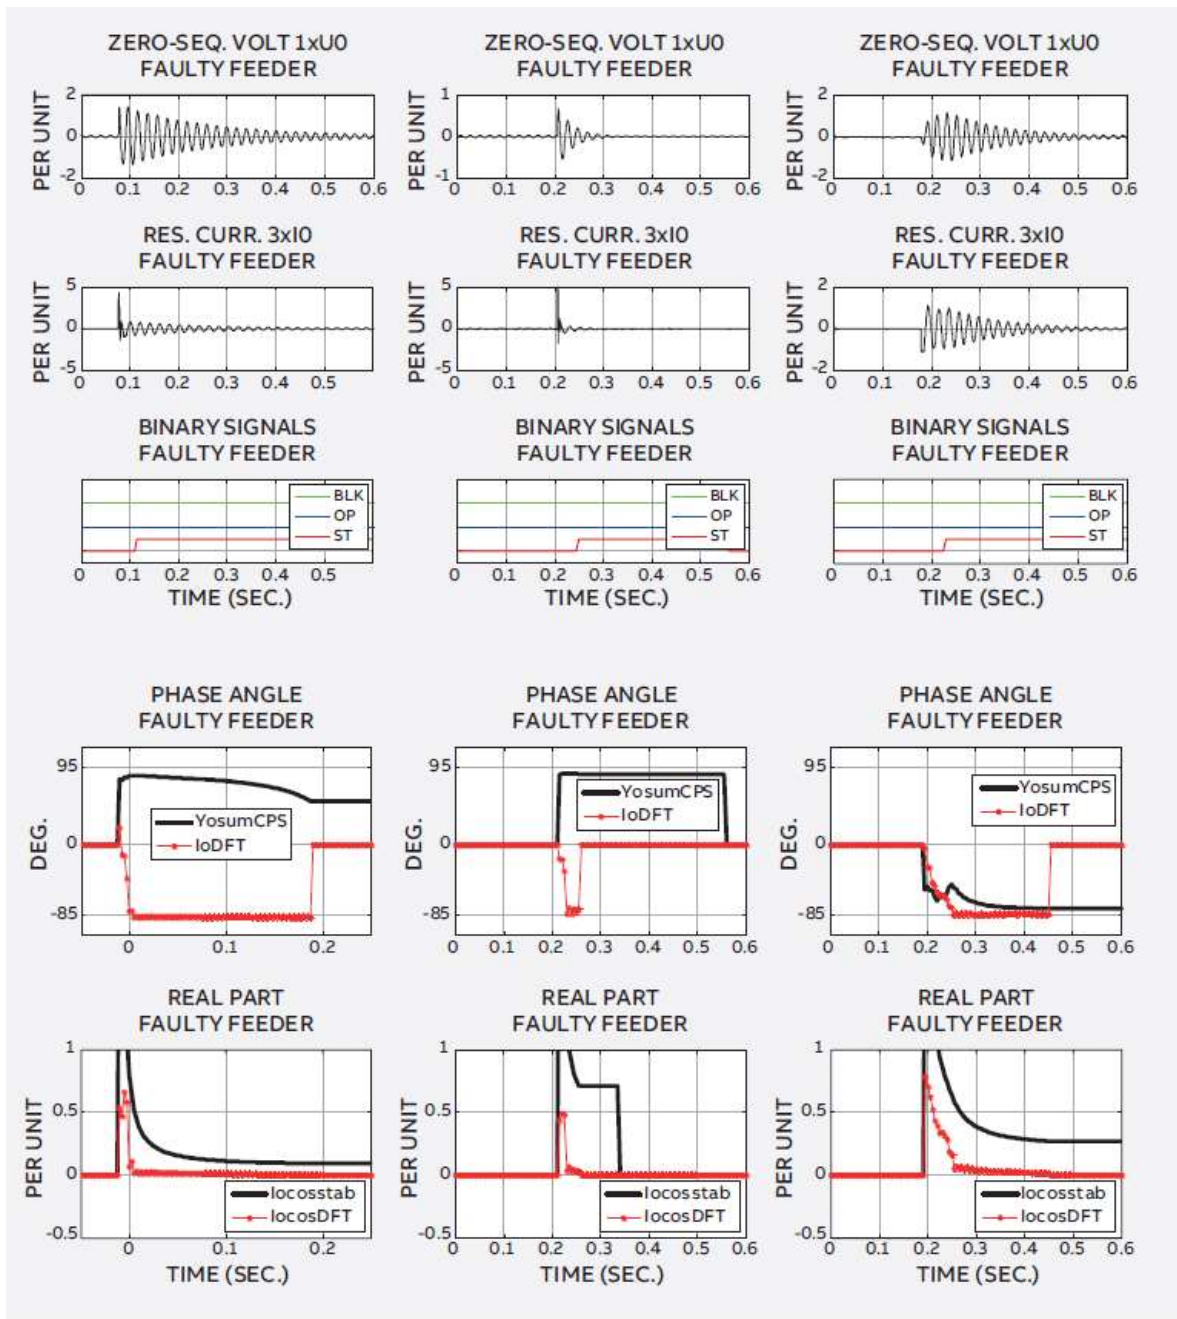 ZERO-SEQ. VOLT 1xU0
FAULTY FEEDER
ZERO-SEQ. VOLT 1xU0
FAULTY FEEDER
ZERO-SEQ. VOLT 1xU0
FAULTY FEEDER
PER UNIT
2
0
-2
0 0.1 0.2 0.3 0.4 0.5 0.6
PER UNIT
1
0
-1
0 0.1 0.2 0.3 0.4 0.5 0.6
PER UNIT
2
0
-2
0 0.1 0.2 0.3 0.4 0.5 0.6
RES. CURR. 3xI0
FAULTY FEEDER
RES. CURR. 3xI0
FAULTY FEEDER
RES. CURR. 3xI0
FAULTY FEEDER
PER UNIT
5
0
-5
0 0.1 0.2 0.3 0.4 0.5
PER UNIT
5
0
-5
0 0.1 0.2 0.3 0.4 0.5 0.6
PER UNIT
2
0
-2
0 0.1 0.2 0.3 0.4 0.5 0.6
BINARY SIGNALS
FAULTY FEEDER
BINARY SIGNALS
FAULTY FEEDER
BINARY SIGNALS
FAULTY FEEDER
BLK
OP
ST
0 0.1 0.2 0.3 0.4 0.5
TIME (SEC.)
BLK
OP
ST
0 0.1 0.2 0.3 0.4 0.5 0.6
TIME (SEC.)
BLK
OP
ST
0 0.1 0.2 0.3 0.4 0.5 0.6
TIME (SEC.)
PHASE ANGLE
FAULTY FEEDER
PHASE ANGLE
FAULTY FEEDER
PHASE ANGLE
FAULTY FEEDER
DEG.
95
0
-85
YosumCPS
IoDFT
0 0.1 0.2
DEG.
95
0
-85
YosumCPS
IoDFT
0 0.1 0.2 0.3 0.4 0.5 0.6
DEG.
95
0
-85
YosumCPS
IoDFT
0 0.1 0.2 0.3 0.4 0.5 0.6
REAL PART
FAULTY FEEDER
REAL PART
FAULTY FEEDER
REAL PART
FAULTY FEEDER
PER UNIT
1
0.5
0
-0.5
Iocosstab
IocosDFT
0 0.1 0.2
TIME (SEC.)
PER UNIT
1
0.5
0
-0.5
Iocosstab
IocosDFT
0 0.1 0.2 0.3 0.4 0.5 0.6
TIME (SEC.)
PER UNIT
1
0.5
0
-0.5
Iocosstab
IocosDFT
0 0.1 0.2 0.3 0.4 0.5 0.6
TIME (SEC.)